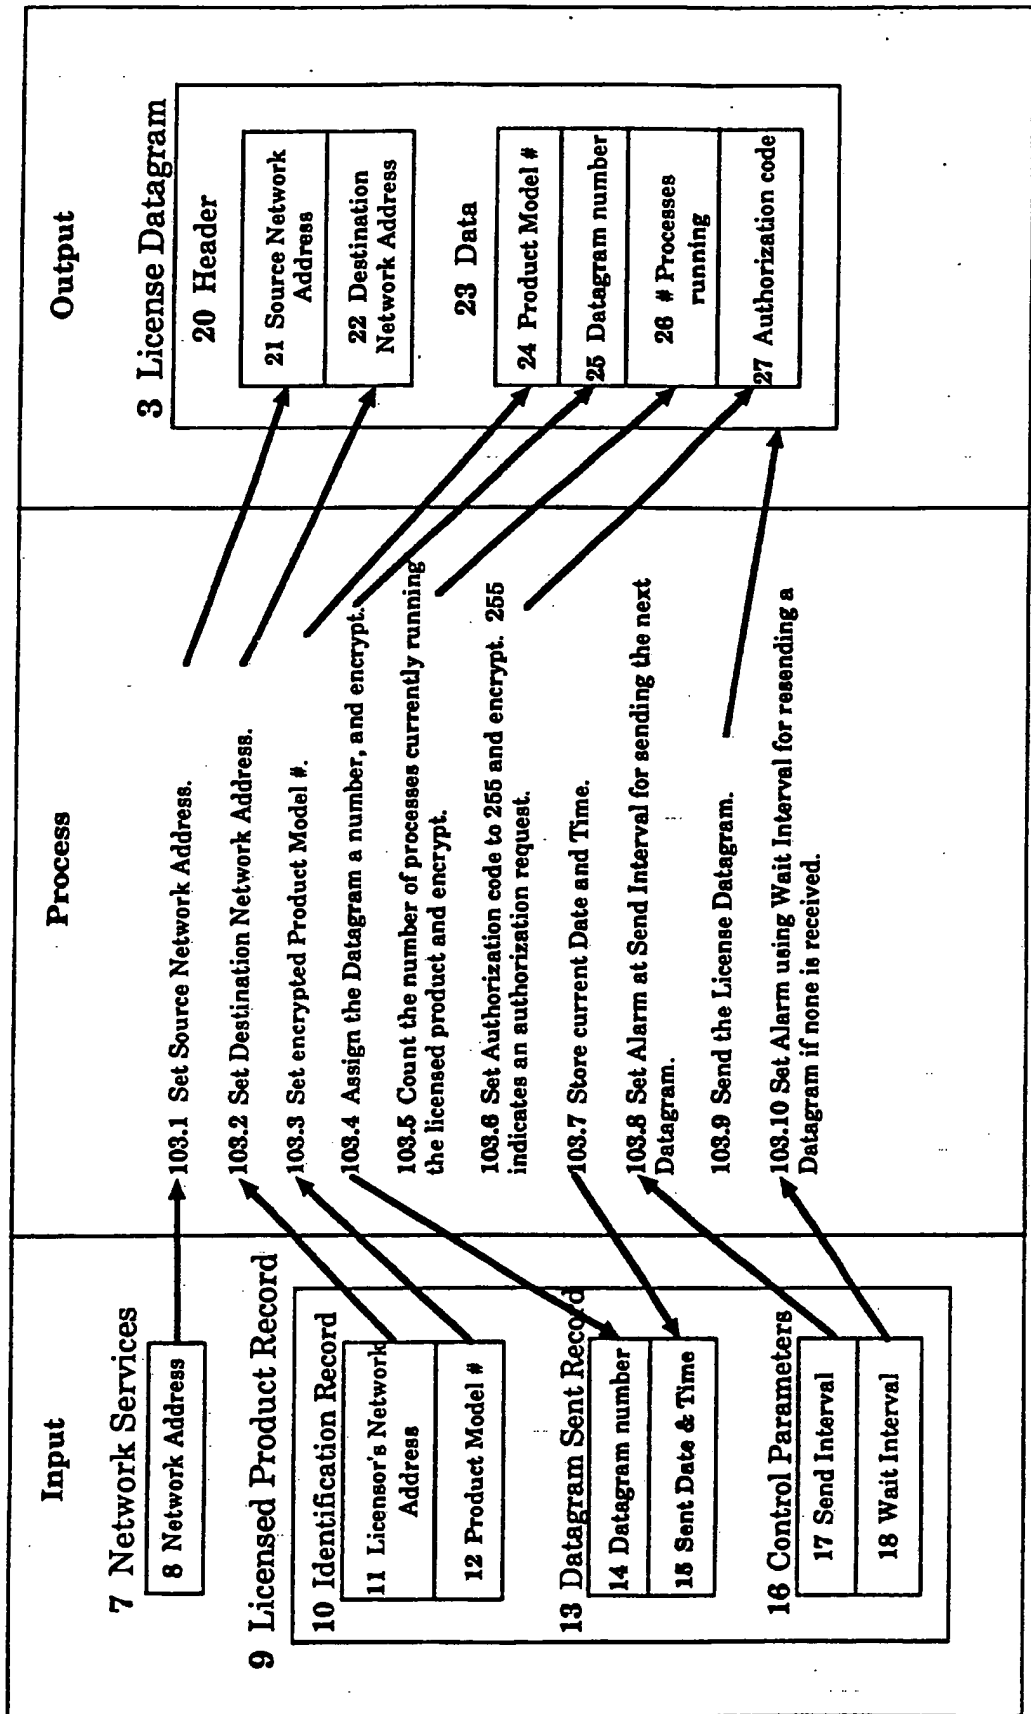 Input
7 Network Services
8 Network Address
9 Licensed Product Record
10 Identification Record
11 Licensor's Network
Address
12 Product Model #
13 Datagram Sent Record
14 Datagram number
15 Sent Date & Time
16 Control Parameters
17 Send Interval
18 Wait Interval
Process
103.1 Set Source Network Address.
103.2 Set Destination Network Address.
103.3 Set encrypted Product Model #.
103.4 Assign the Datagram a number, and encrypt.
103.5 Count the number of processes currently running
the licensed product and encrypt.
103.6 Set Authorization code to 255 and encrypt. 255
indicates an authorization request.
103.7 Store current Date and Time.
103.8 Set Alarm at Send Interval for sending the next
Datagram.
103.9 Send the License Datagram.
103.10 Set Alarm using Wait Interval for resending a
Datagram if none is received.
Output
3 License Datagram
20 Header
21 Source Network
Address
22 Destination
Network Address
23 Data
24 Product Model #
25 Datagram number
26 # Processes
running
27 Authorization code